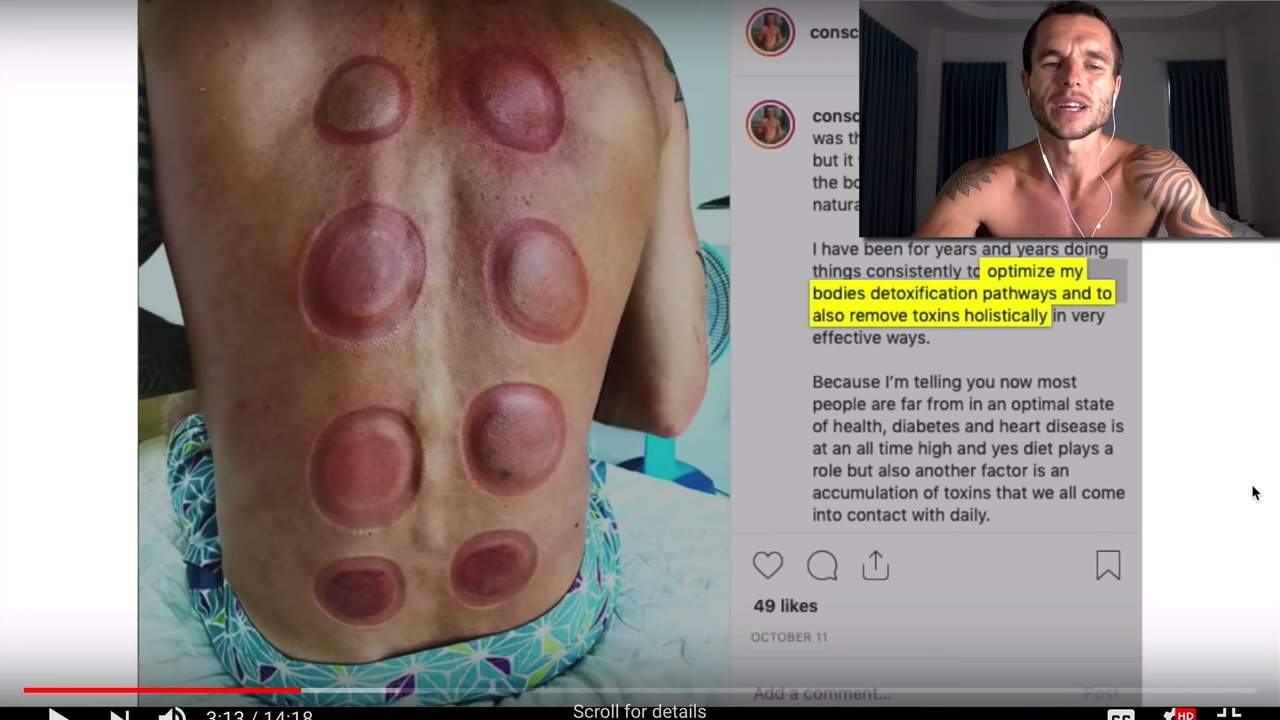 consc
consc
was th
but it
the bo
natura
I have been for years and years doing
things consistently to optimize my
bodies detoxification pathways and to
also remove toxins holistically in very
effective ways.
Because I'm telling you now most
people are far from in an optimal state
of health, diabetes and heart disease is
at an all time high and yes diet plays a
role but also another factor is an
accumulation of toxins that we all come
into contact with daily.
49 likes
OCTOBER 11
Add a comment... Post
3:13 / 14:18
Scroll for details
CC HD